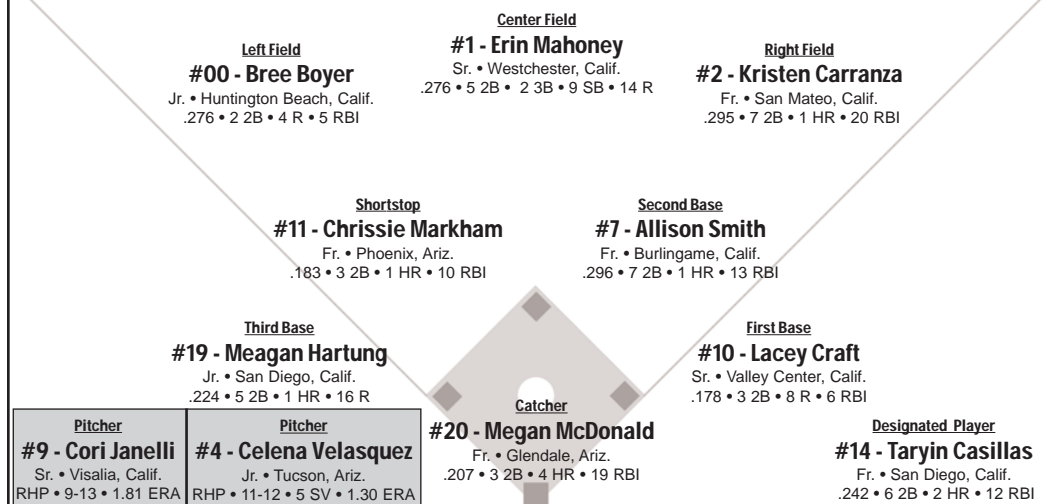 Center Field
#1 - Erin Mahoney
Sr. • Westchester, Calif.
.276 • 5 2B • 2 3B • 9 SB • 14 R
Left Field
#00 - Bree Boyer
Jr. • Huntington Beach, Calif.
.276 • 2 2B • 4 R • 5 RBI
Right Field
#2 - Kristen Carranza
Fr. • San Mateo, Calif.
.295 • 7 2B • 1 HR • 20 RBI
Shortstop
#11 - Chrissie Markham
Fr. • Phoenix, Ariz.
.183 • 3 2B • 1 HR • 10 RBI
Second Base
#7 - Allison Smith
Fr. • Burlingame, Calif.
.296 • 7 2B • 1 HR • 13 RBI
Third Base
#19 - Meagan Hartung
Jr. • San Diego, Calif.
.224 • 5 2B • 1 HR • 16 R
First Base
#10 - Lacey Craft
Sr. • Valley Center, Calif.
.178 • 3 2B • 8 R • 6 RBI
Pitcher
#9 - Cori Janelli
Sr. • Visalia, Calif.
RHP • 9-13 • 1.81 ERA
Pitcher
#4 - Celena Velasquez
Jr. • Tucson, Ariz.
RHP • 11-12 • 5 SV • 1.30 ERA
Catcher
#20 - Megan McDonald
Fr. • Glendale, Ariz.
.207 • 3 2B • 4 HR • 19 RBI
Designated Player
#14 - Taryin Casillas
Fr. • San Diego, Calif.
.242 • 6 2B • 2 HR • 12 RBI